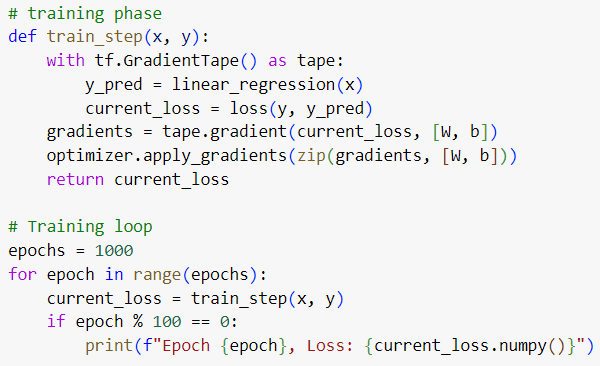 # training phase
def train_step(x, y):
    with tf.GradientTape() as tape:
        y_pred = linear_regression(x)
        current_loss = loss(y, y_pred)
    gradients = tape.gradient(current_loss, [W, b])
    optimizer.apply_gradients(zip(gradients, [W, b]))
    return current_loss

# Training loop
epochs = 1000
for epoch in range(epochs):
    current_loss = train_step(x, y)
    if epoch % 100 == 0:
        print(f"Epoch {epoch}, Loss: {current_loss.numpy()}")